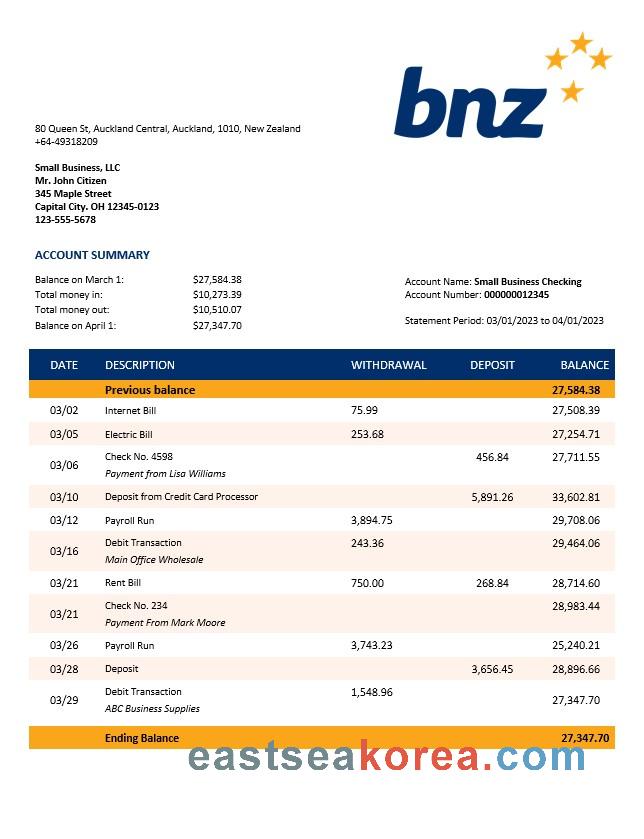 bnz
80 Queen St, Auckland Central, Auckland, 1010, New Zealand
+64-49318209
Small Business, LLC
Mr. John Citizen
345 Maple Street
Capital City. OH 12345-0123
123-555-5678
ACCOUNT SUMMARY
Balance on March 1: $27,584.38
Total money in: $10,273.39
Total money out: $10,510.07
Balance on April 1: $27,347.70
Account Name: Small Business Checking
Account Number: 000000012345
Statement Period: 03/01/2023 to 04/01/2023
DATE DESCRIPTION WITHDRAWAL DEPOSIT BALANCE
Previous balance 27,584.38
03/02 Internet Bill 75.99 27,508.39
03/05 Electric Bill 253.68 27,254.71
03/06 Check No. 4598 456.84 27,711.55
Payment from Lisa Williams
03/10 Deposit from Credit Card Processor 5,891.26 33,602.81
03/12 Payroll Run 3,894.75 29,708.06
03/16 Debit Transaction 243.36 29,464.06
Main Office Wholesale
03/21 Rent Bill 750.00 268.84 28,714.60
03/21 Check No. 234 28,983.44
Payment From Mark Moore
03/26 Payroll Run 3,743.23 25,240.21
03/28 Deposit 3,656.45 28,896.66
03/29 Debit Transaction 1,548.96 27,347.70
ABC Business Supplies
Ending Balance 27,347.70
eastseakorea.com